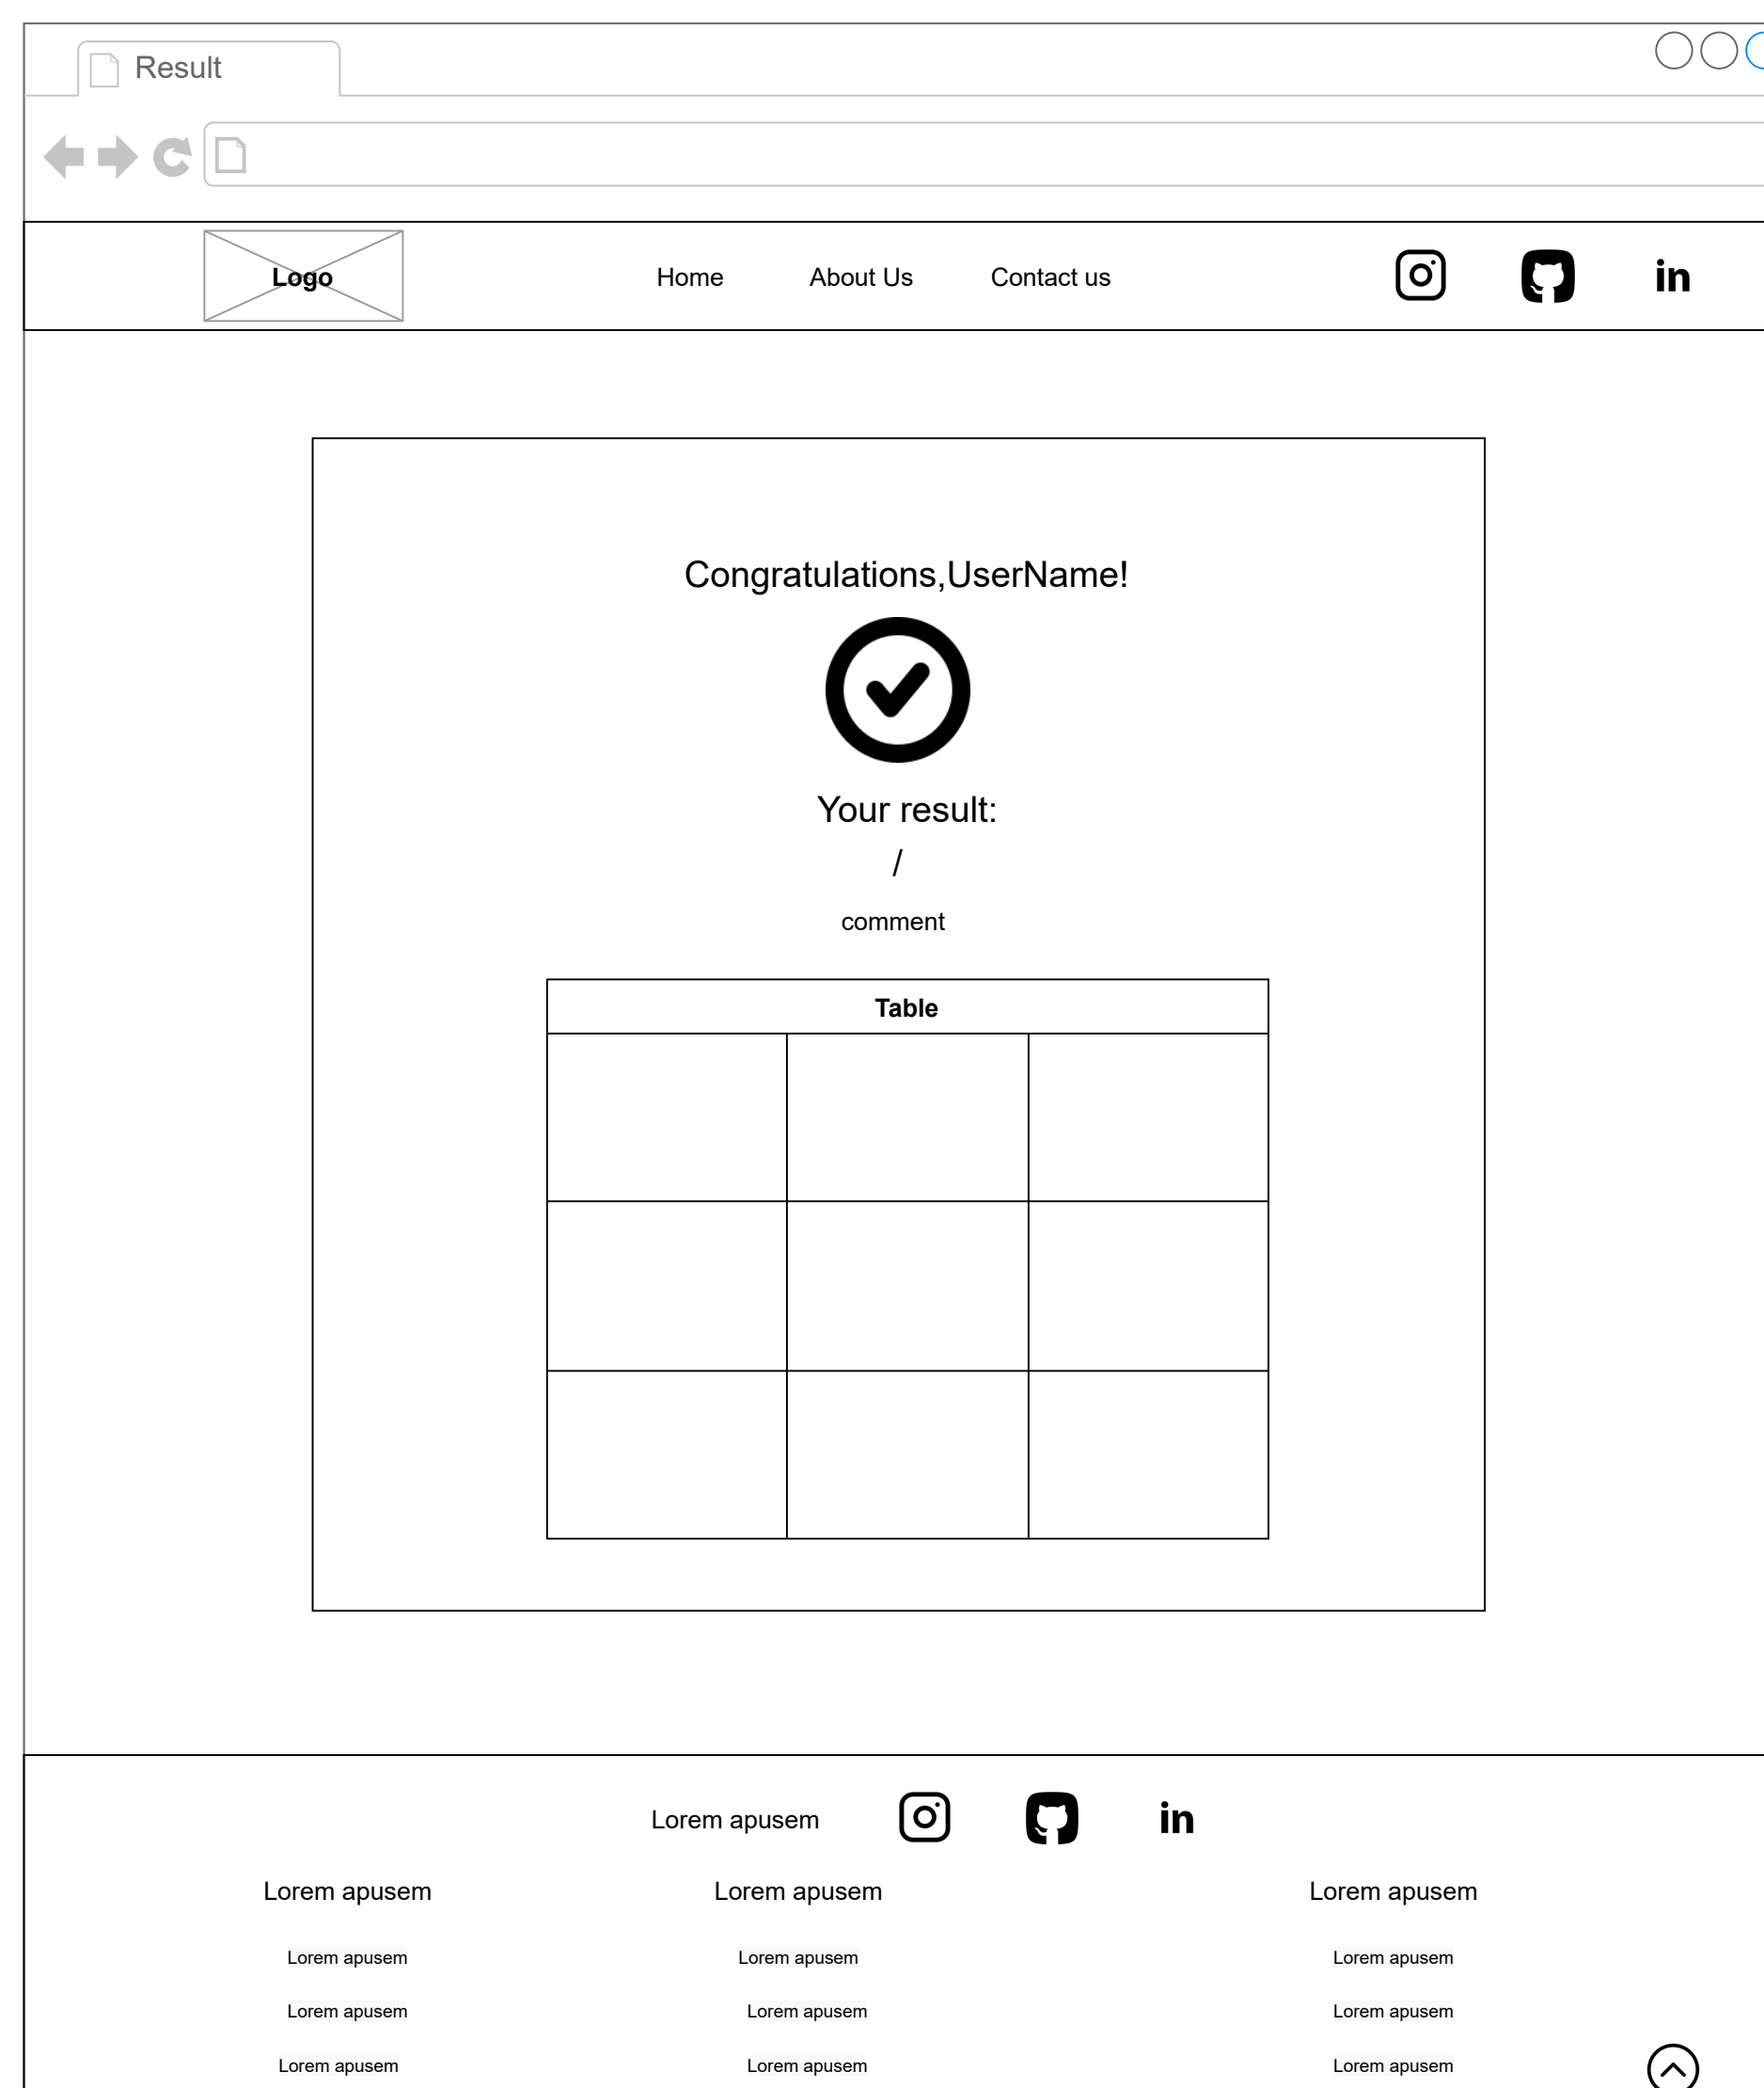 Result
Logo
Home About Us Contact us
in
Congratulations,UserName!
Your result:
/
comment
Table
Lorem apusem
in
Lorem apusem Lorem apusem Lorem apusem
Lorem apusem Lorem apusem Lorem apusem
Lorem apusem Lorem apusem Lorem apusem
Lorem apusem Lorem apusem Lorem apusem